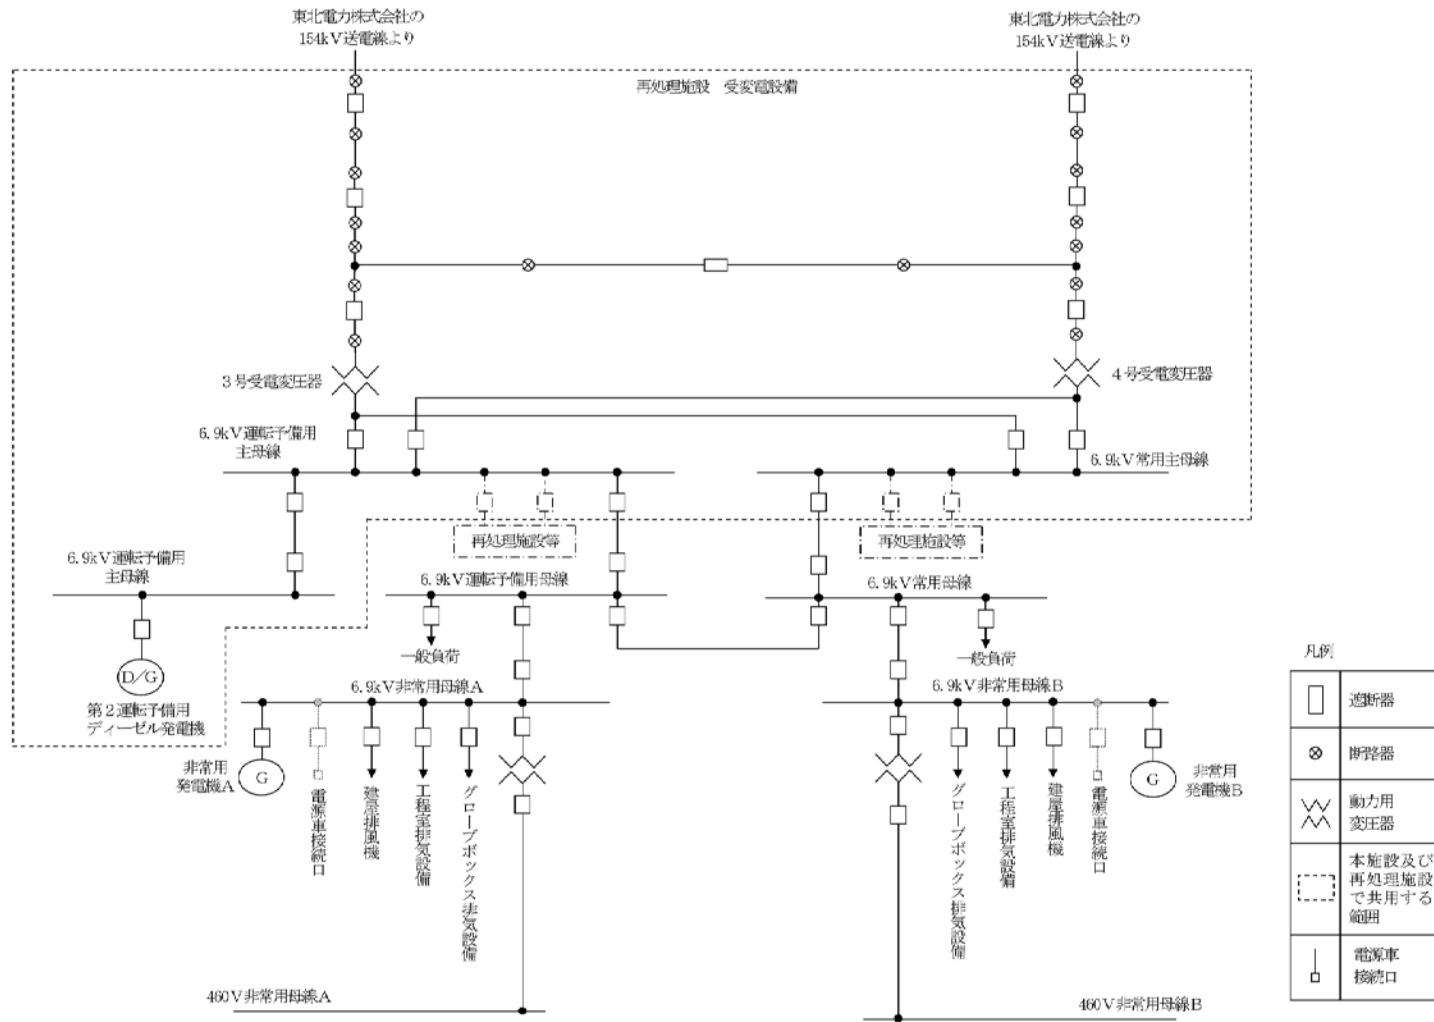 東北電力株式会社の
154kV送電線より
東北電力株式会社の
154kV送電線より
再処理施設 受変電設備
3号受電変圧器
4号受電変圧器
6.9kV運転予備用
主母線
6.9kV常用主母線
再処理施設等
再処理施設等
6.9kV運転予備用
主母線
6.9kV運転予備用母線
6.9kV常用母線
一般負荷
一般負荷
D/G
第2運転予備用
ディーゼル発電機
6.9kV非常用母線A
6.9kV非常用母線B
非常用
発電機A
G
電源車接続口
建屋排風機
工程室排気設備
グローブボックス排気設備
グローブボックス排気設備
工程室排気設備
建屋排風機
電源車接続口
G
非常用
発電機B
460V非常用母線A
460V非常用母線B
凡例
遮断器
断路器
動力用
変圧器
本施設及び
再処理施設
で共用する
範囲
電源車
接続口